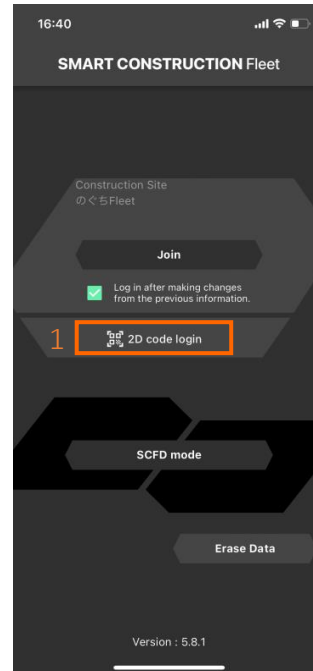 16:40
SMART CONSTRUCTION Fleet
Construction Site
のぐちFleet
Join
Log in after making changes
from the previous information.
1
2D code login
SCFD mode
Erase Data
Version : 5.8.1